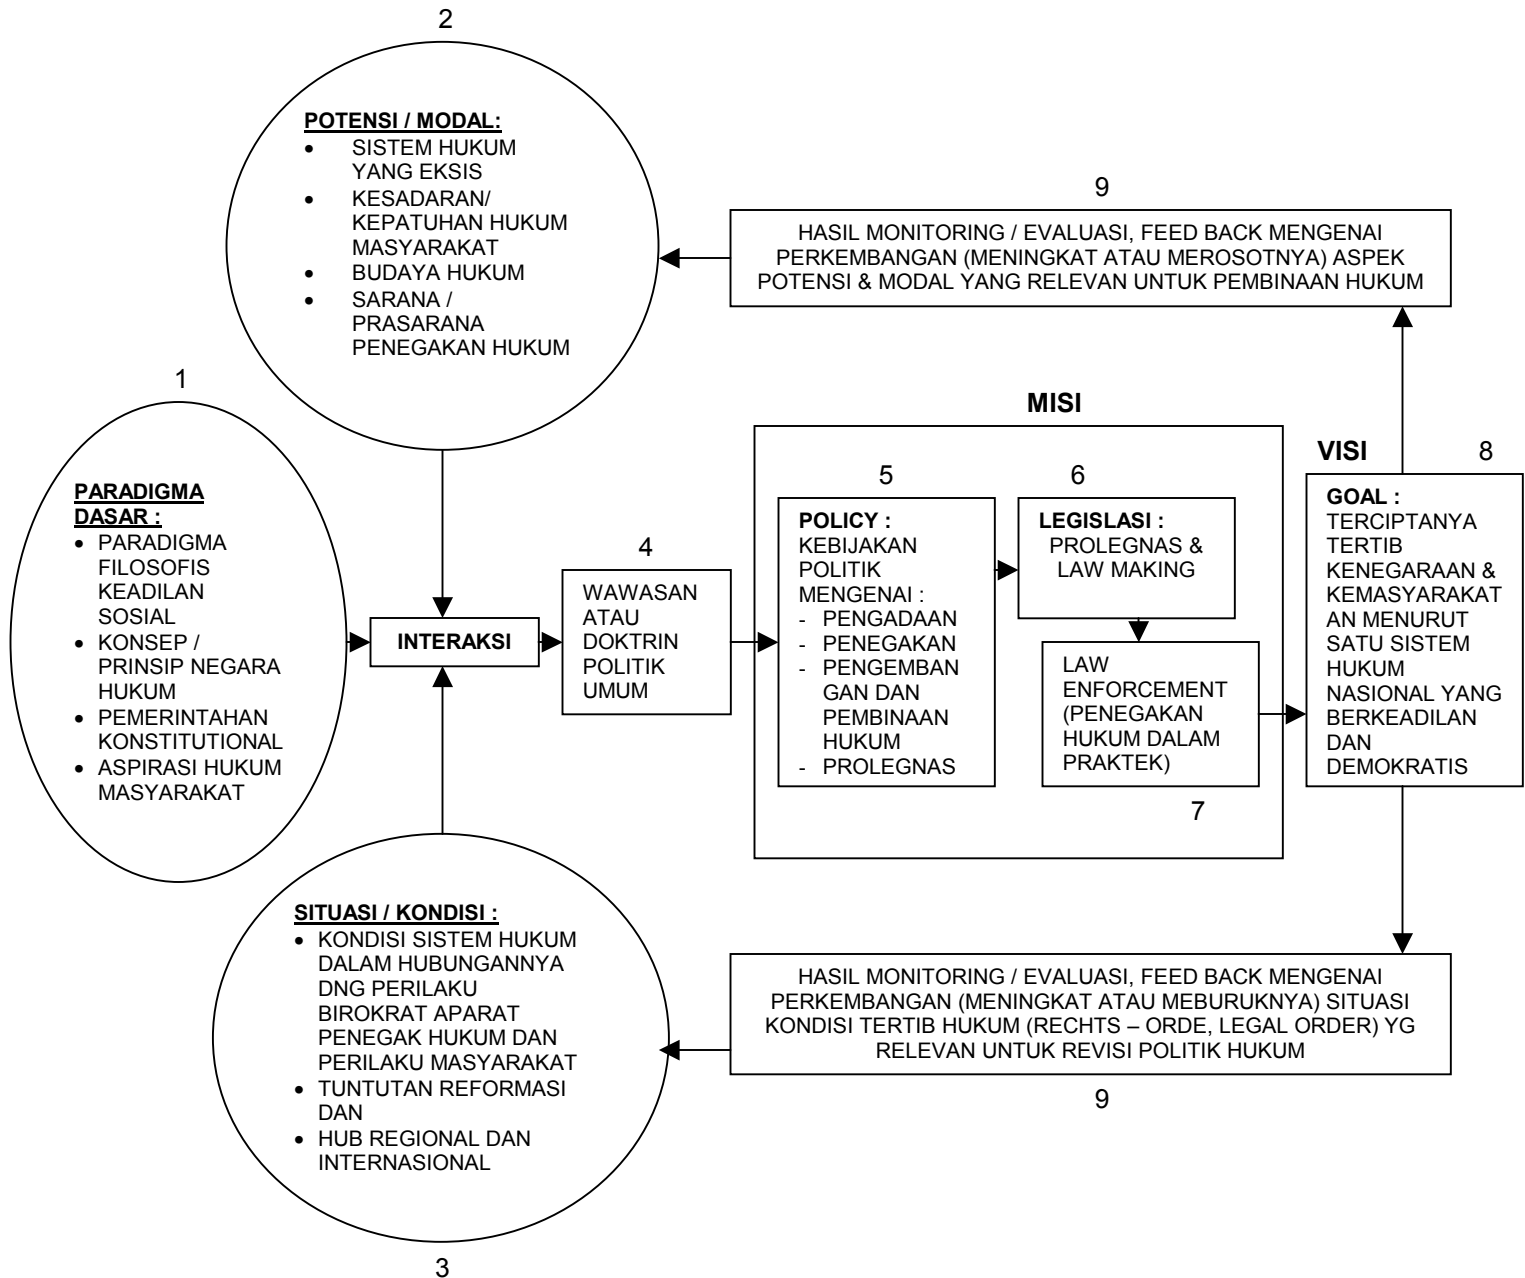 2
POTENSI / MODAL:
• SISTEM HUKUM
YANG EKSIS
• KESADARAN/
KEPATUHAN HUKUM
MASYARAKAT
• BUDAYA HUKUM
• SARANA /
PRASARANA
PENEGAKAN HUKUM
9
HASIL MONITORING / EVALUASI, FEED BACK MENGENAI
PERKEMBANGAN (MENINGKAT ATAU MEROSOTNYA) ASPEK
POTENSI & MODAL YANG RELEVAN UNTUK PEMBINAAN HUKUM
1
PARADIGMA
DASAR :
• PARADIGMA
FILOSOFIS
KEADILAN
SOSIAL
• KONSEP /
PRINSIP NEGARA
HUKUM
• PEMERINTAHAN
KONSTITUTIONAL
• ASPIRASI HUKUM
MASYARAKAT
INTERAKSI
4
WAWASAN
ATAU
DOKTRIN
POLITIK
UMUM
MISI
5
POLICY :
KEBIJAKAN
POLITIK
MENGENAI :
- PENGADAAN
- PENEGAKAN
- PENGEMBAN
GAN DAN
PEMBINAAN
HUKUM
- PROLEGNAS
6
LEGISLASI :
PROLEGNAS &
LAW MAKING
LAW
ENFORCEMENT
(PENEGAKAN
HUKUM DALAM
PRAKTEK)
7
VISI
8
GOAL :
TERCIPTANYA
TERTIB
KENEGARAAN &
KEMASYARAKAT
AN MENURUT
SATU SISTEM
HUKUM
NASIONAL YANG
BERKEADILAN
DAN
DEMOKRATIS
SITUASI / KONDISI :
• KONDISI SISTEM HUKUM
DALAM HUBUNGANNYA
DNG PERILAKU
BIROKRAT APARAT
PENEGAK HUKUM DAN
PERILAKU MASYARAKAT
• TUNTUTAN REFORMASI
DAN
• HUB REGIONAL DAN
INTERNASIONAL
3
HASIL MONITORING / EVALUASI, FEED BACK MENGENAI
PERKEMBANGAN (MENINGKAT ATAU MEBURUKNYA) SITUASI
KONDISI TERTIB HUKUM (RECHTS – ORDE, LEGAL ORDER) YG
RELEVAN UNTUK REVISI POLITIK HUKUM
9